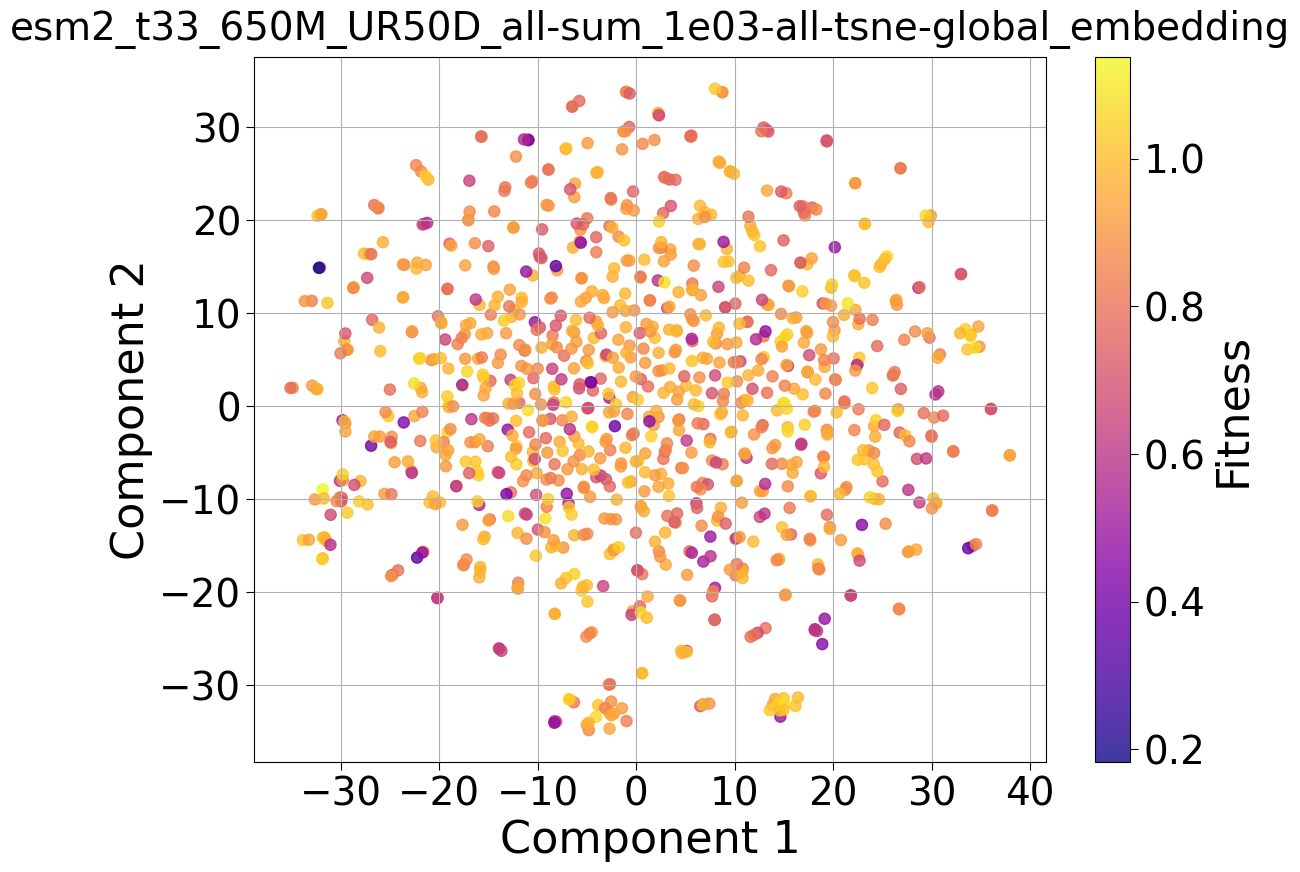 esm2_t33_650M_UR50D_all-sum_1e03-all-tsne-global_embedding
30
20
10
0
−10
−20
−30
Component 2
−30 −20 −10 0 10 20 30 40
Component 1
1.0
0.8
0.6
0.4
0.2
Fitness